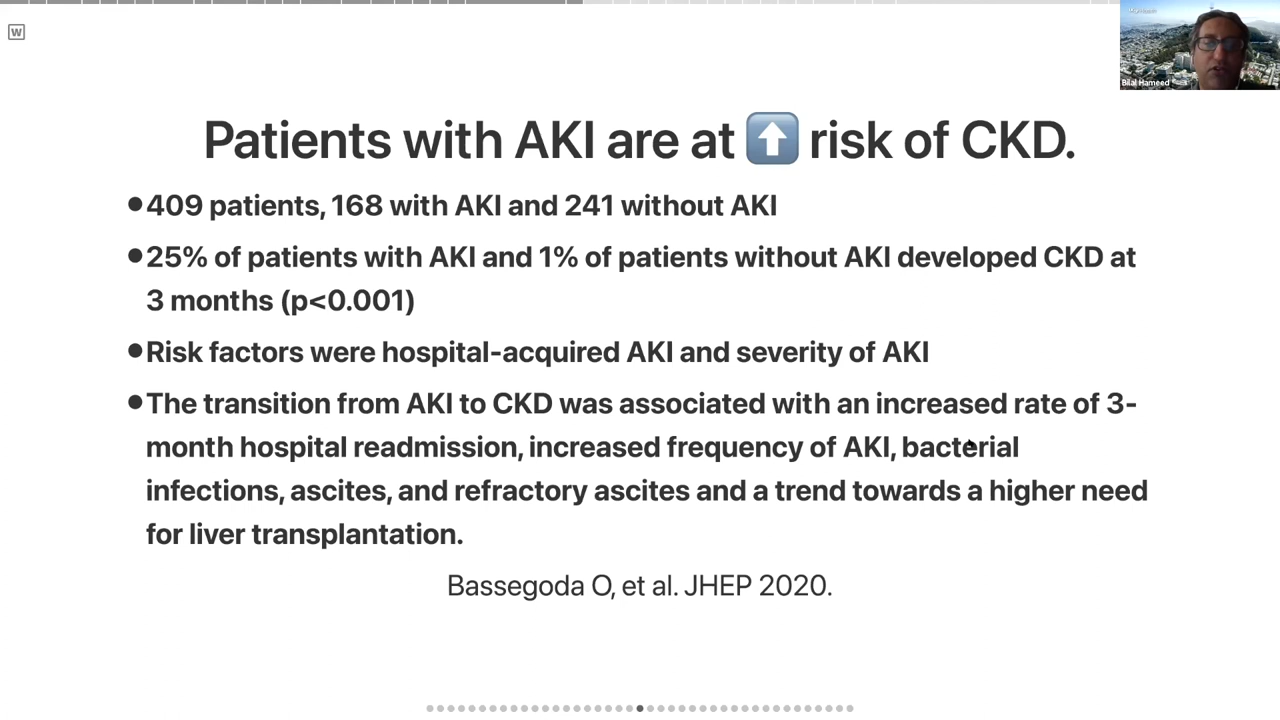 W
Bilal Hameed
Patients with AKI are at ⬆️ risk of CKD.
●409 patients, 168 with AKI and 241 without AKI
●25% of patients with AKI and 1% of patients without AKI developed CKD at
3 months (p<0.001)
●Risk factors were hospital-acquired AKI and severity of AKI
●The transition from AKI to CKD was associated with an increased rate of 3-
month hospital readmission, increased frequency of AKI, bacterial
infections, ascites, and refractory ascites and a trend towards a higher need
for liver transplantation.
Bassegoda O, et al. JHEP 2020.